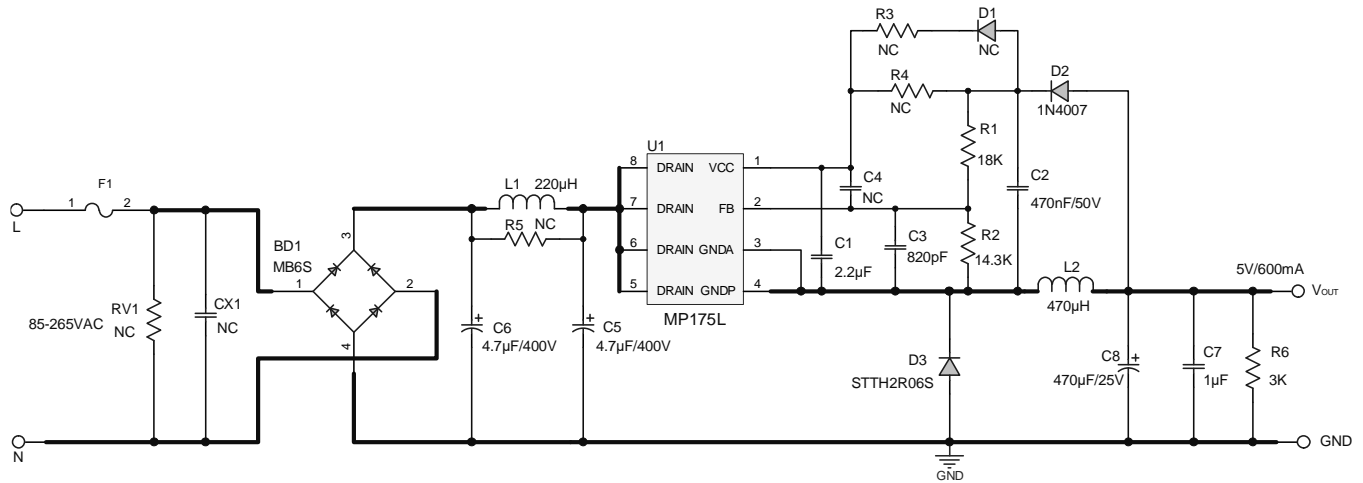 R3
NC
D1
NC
R4
NC
D2
1N4007
U1
8 DRAIN VCC 1
7 DRAIN FB 2
6 DRAIN GNDA 3
5 DRAIN GNDP 4
MP175L
R1
18K
C4
NC
C2
470nF/50V
C3
820pF
R2
14.3K
C1
2.2µF
F1
1 2
L
L1 220µH
R5 NC
BD1
MB6S
3
1 2
4
RV1
NC
CX1
NC
85-265VAC
+
C6
4.7µF/400V
+
C5
4.7µF/400V
L2
470µH
5V/600mA
VOUT
D3
STTH2R06S
C8 +
470µF/25V
C7
1µF
R6
3K
N
GND
GND